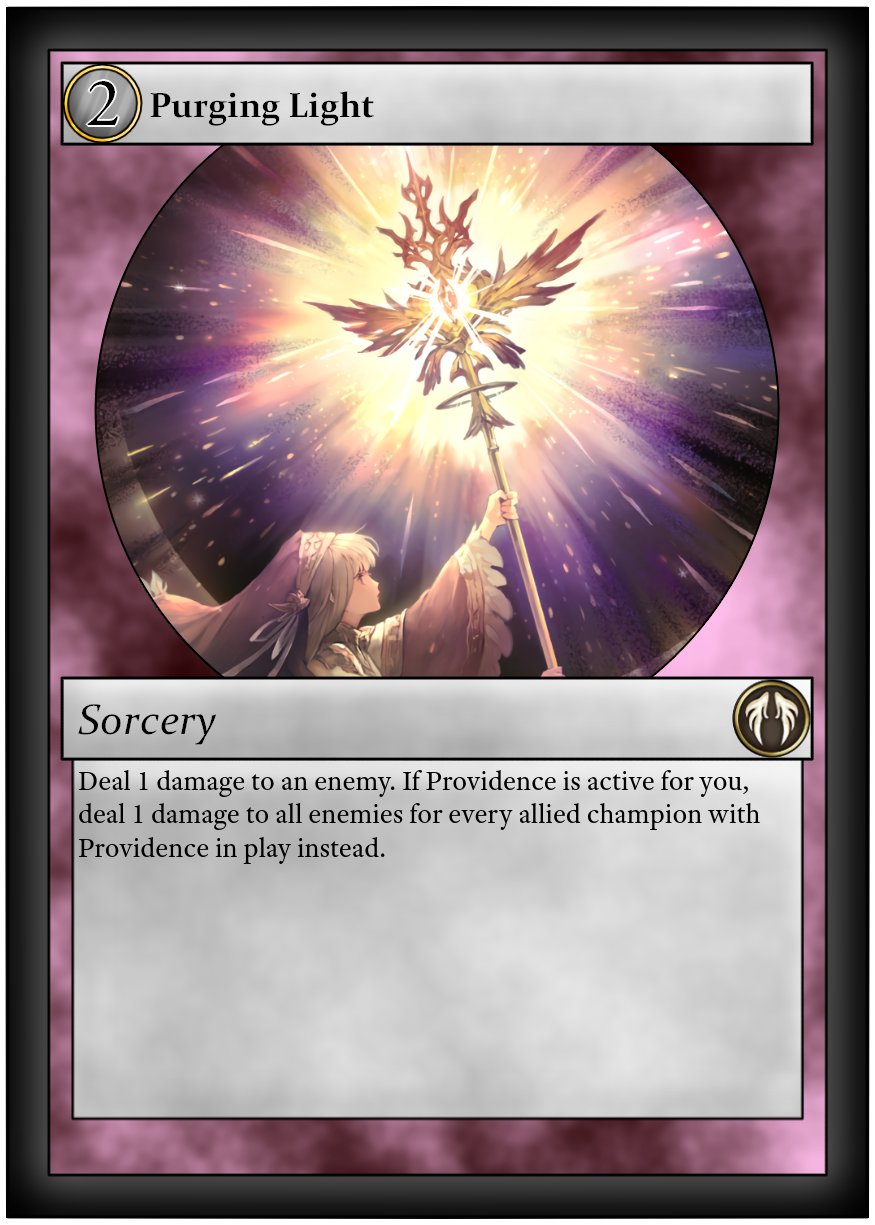 2 Purging Light
Sorcery
Deal 1 damage to an enemy. If Providence is active for you,
deal 1 damage to all enemies for every allied champion with
Providence in play instead.